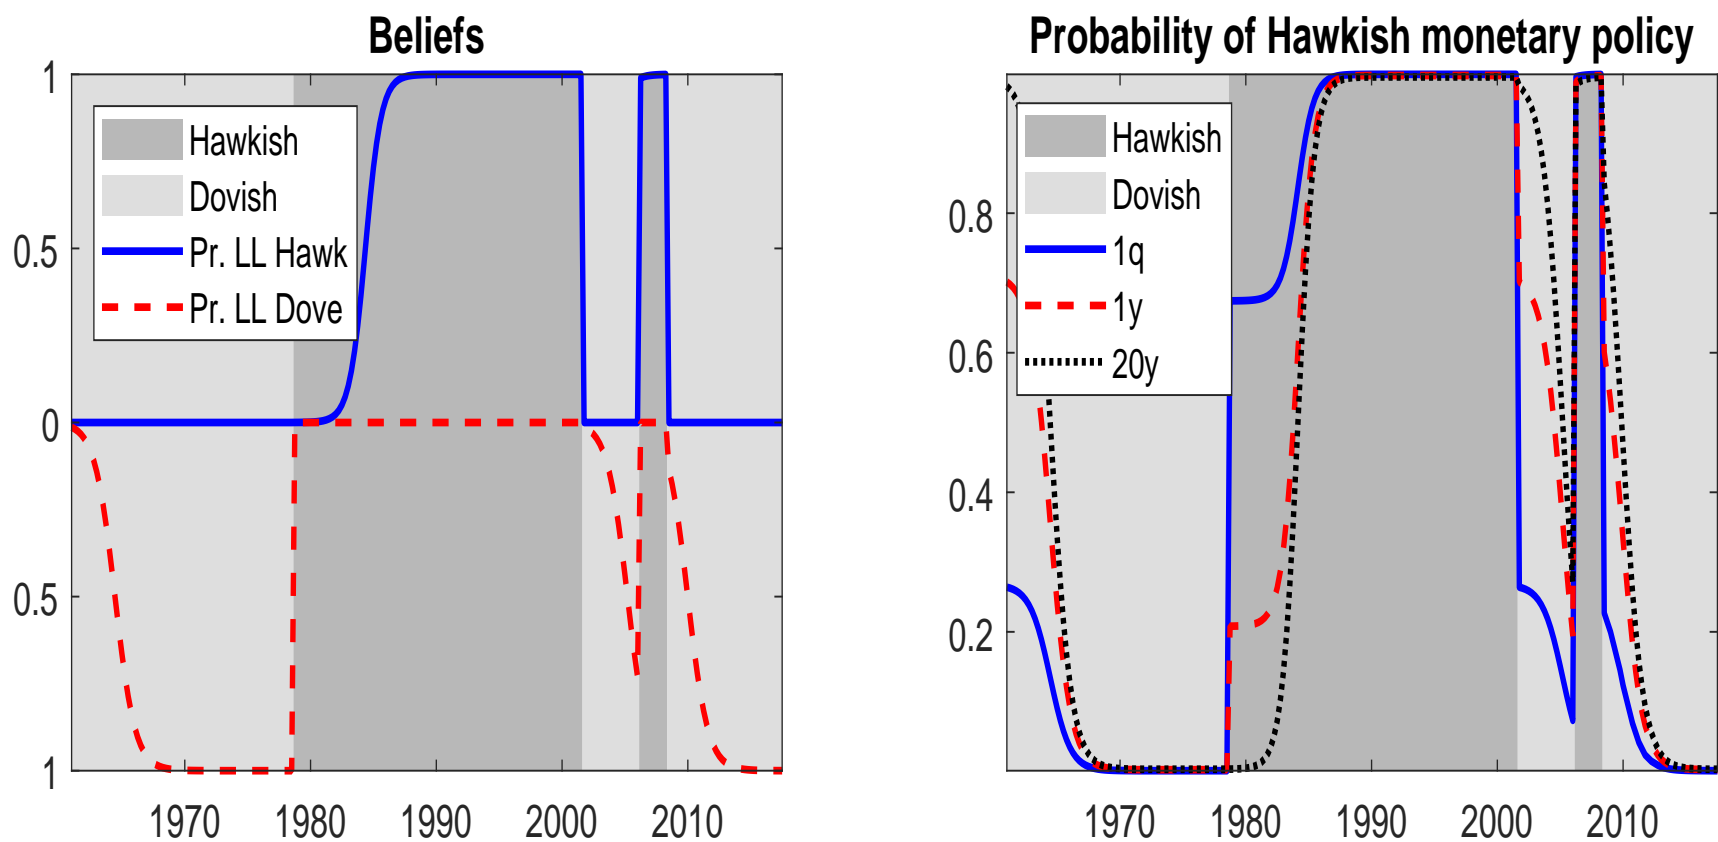 Beliefs
1
0.5
0
0.5
1
1970
1980
1990
2000
2010
Hawkish
Dovish
Pr. LL Hawk
Pr. LL Dove
Probability of Hawkish monetary policy
0.8
0.6
0.4
0.2
1970
1980
1990
2000
2010
Hawkish
Dovish
1q
1y
20y